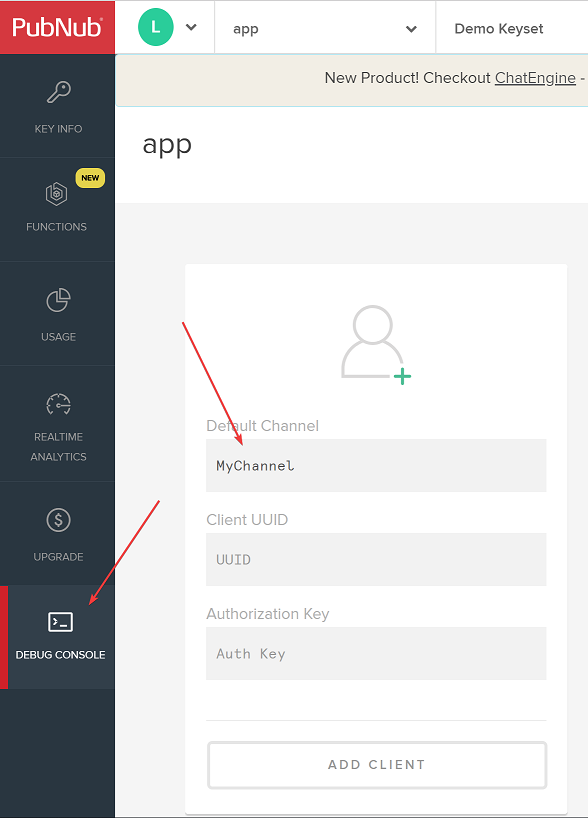 PubNub
L
app
Demo Keyset
New Product! Checkout ChatEngine -
KEY INFO
NEW
FUNCTIONS
USAGE
REALTIME
ANALYTICS
UPGRADE
DEBUG CONSOLE
app
Default Channel
MyChannel
Client UUID
UUID
Authorization Key
Auth Key
ADD CLIENT